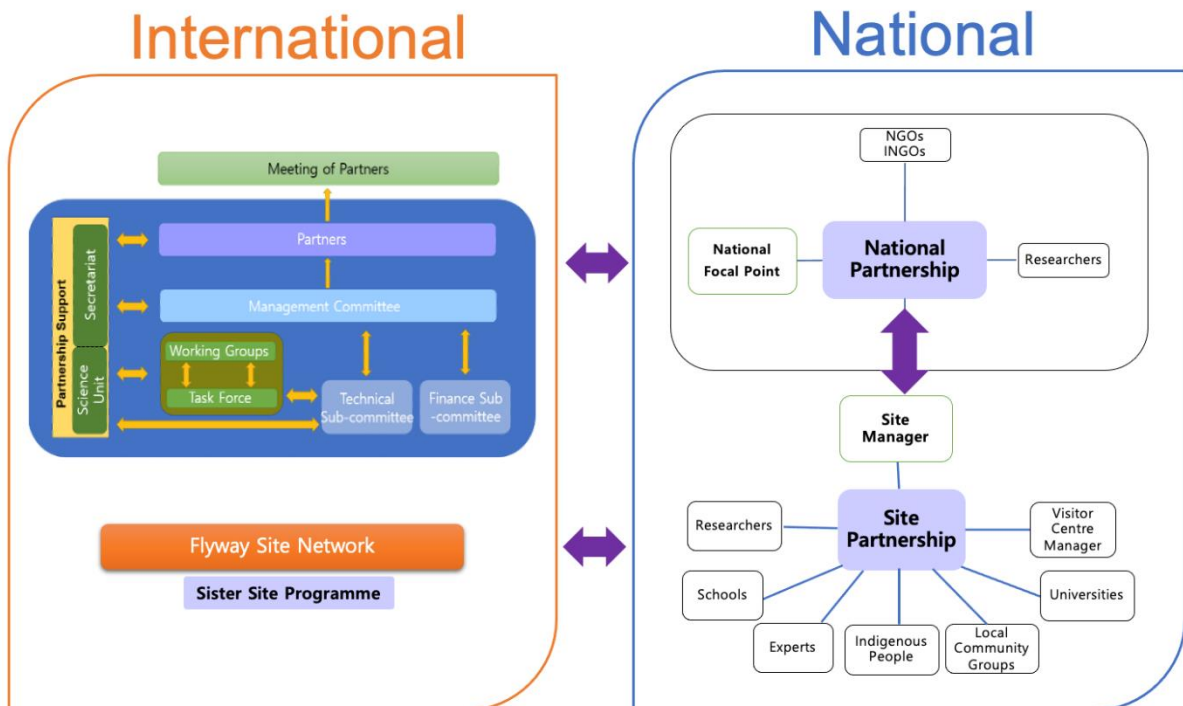 International
National
Meeting of Partners
Partnership Support
Secretariat
Science
Unit
Partners
Management Committee
Working Groups
Task Force
Technical
Sub-committee
Finance Sub
-committee
Flyway Site Network
Sister Site Programme
NGOs
INGOs
National
Focal Point
National
Partnership
Researchers
Site
Manager
Researchers
Site
Partnership
Visitor
Centre
Manager
Schools
Universities
Experts
Indigenous
People
Local
Community
Groups